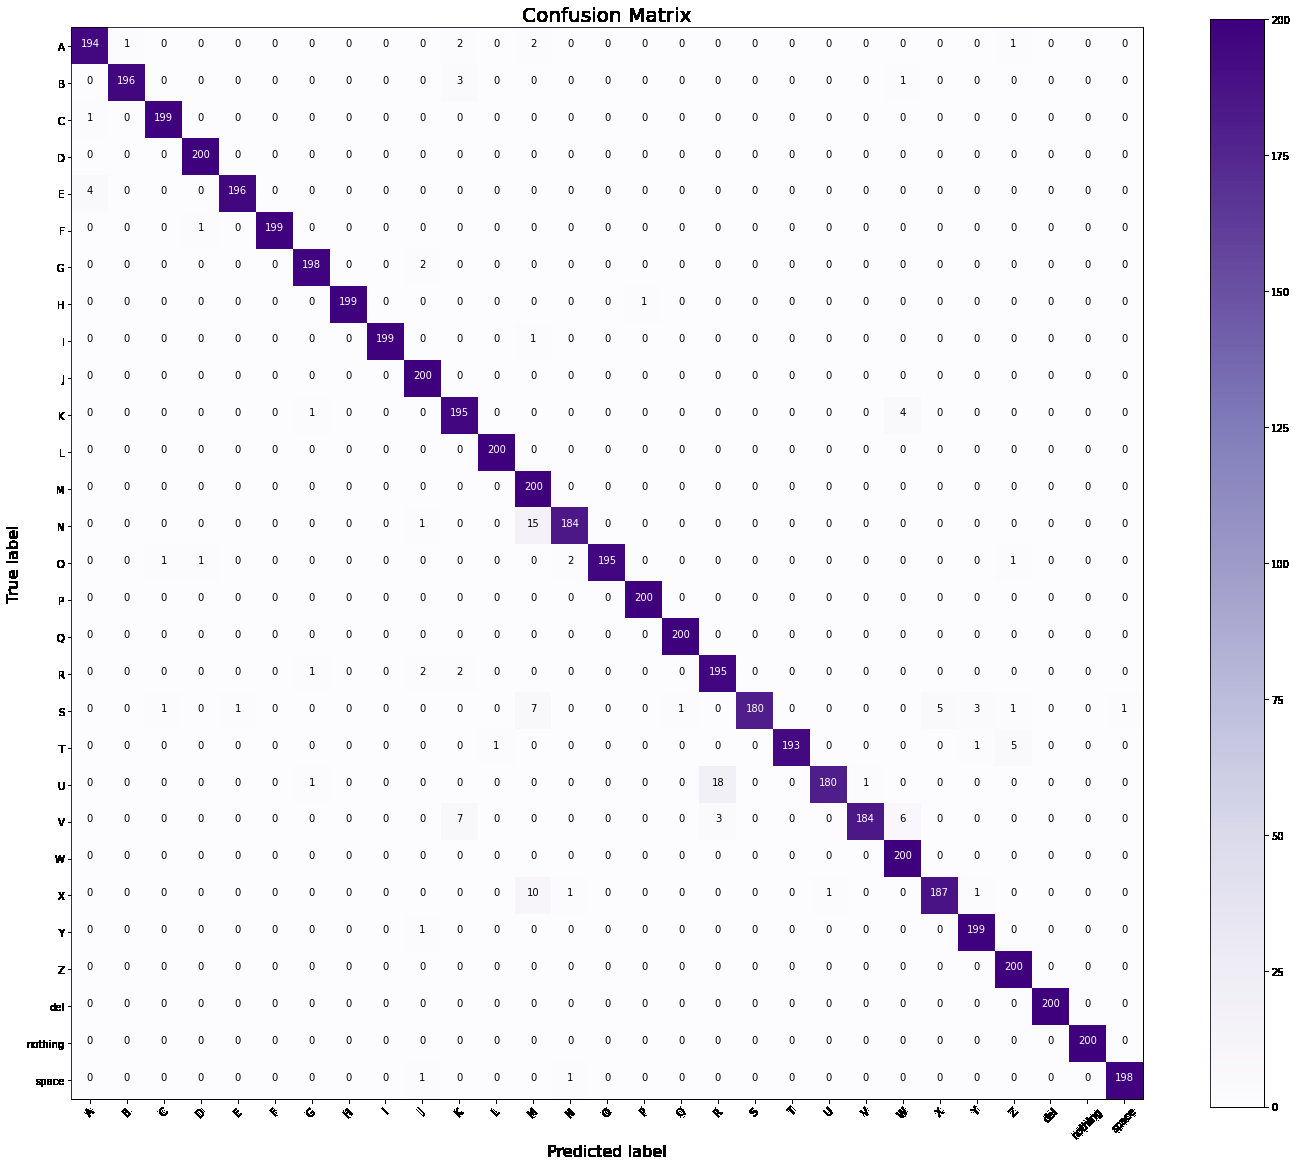 Confusion Matrix
A 194 1 0 0 0 0 0 0 0 0 2 0 2 0 0 0 0 0 0 0 0 0 0 0 0 1 0 0 0
B 0 196 0 0 0 0 0 0 0 0 3 0 0 0 0 0 0 0 0 0 0 0 1 0 0 0 0 0 0
C 1 0 199 0 0 0 0 0 0 0 0 0 0 0 0 0 0 0 0 0 0 0 0 0 0 0 0 0 0
D 0 0 0 200 0 0 0 0 0 0 0 0 0 0 0 0 0 0 0 0 0 0 0 0 0 0 0 0 0
E 4 0 0 0 196 0 0 0 0 0 0 0 0 0 0 0 0 0 0 0 0 0 0 0 0 0 0 0 0
F 0 0 0 1 0 199 0 0 0 0 0 0 0 0 0 0 0 0 0 0 0 0 0 0 0 0 0 0 0
G 0 0 0 0 0 0 198 0 0 2 0 0 0 0 0 0 0 0 0 0 0 0 0 0 0 0 0 0 0
H 0 0 0 0 0 0 0 199 0 0 0 0 0 0 0 1 0 0 0 0 0 0 0 0 0 0 0 0 0
I 0 0 0 0 0 0 0 0 199 0 0 0 1 0 0 0 0 0 0 0 0 0 0 0 0 0 0 0 0
J 0 0 0 0 0 0 0 0 0 200 0 0 0 0 0 0 0 0 0 0 0 0 0 0 0 0 0 0 0
K 0 0 0 0 0 0 1 0 0 0 195 0 0 0 0 0 0 0 0 0 0 0 4 0 0 0 0 0 0
L 0 0 0 0 0 0 0 0 0 0 0 200 0 0 0 0 0 0 0 0 0 0 0 0 0 0 0 0 0
M 0 0 0 0 0 0 0 0 0 0 0 0 200 0 0 0 0 0 0 0 0 0 0 0 0 0 0 0 0
N 0 0 0 0 0 0 0 0 0 1 0 0 15 184 0 0 0 0 0 0 0 0 0 0 0 0 0 0 0
O 0 0 1 1 0 0 0 0 0 0 0 0 0 2 195 0 0 0 0 0 0 0 0 0 0 1 0 0 0
P 0 0 0 0 0 0 0 0 0 0 0 0 0 0 0 200 0 0 0 0 0 0 0 0 0 0 0 0 0
Q 0 0 0 0 0 0 0 0 0 0 0 0 0 0 0 0 200 0 0 0 0 0 0 0 0 0 0 0 0
R 0 0 0 0 0 0 1 0 0 2 2 0 0 0 0 0 0 195 0 0 0 0 0 0 0 0 0 0 0
S 0 0 1 0 1 0 0 0 0 0 0 0 7 0 0 0 1 0 180 0 0 0 0 5 3 1 0 0 1
T 0 0 0 0 0 0 0 0 0 0 0 1 0 0 0 0 0 0 0 193 0 0 0 0 1 5 0 0 0
U 0 0 0 0 0 0 1 0 0 0 0 0 0 0 0 0 0 18 0 0 180 1 0 0 0 0 0 0 0
V 0 0 0 0 0 0 0 0 0 0 7 0 0 0 0 0 0 3 0 0 0 184 6 0 0 0 0 0 0
W 0 0 0 0 0 0 0 0 0 0 0 0 0 0 0 0 0 0 0 0 0 0 200 0 0 0 0 0 0
X 0 0 0 0 0 0 0 0 0 0 0 0 10 1 0 0 0 0 0 0 1 0 0 187 1 0 0 0 0
Y 0 0 0 0 0 0 0 0 0 1 0 0 0 0 0 0 0 0 0 0 0 0 0 0 199 0 0 0 0
Z 0 0 0 0 0 0 0 0 0 0 0 0 0 0 0 0 0 0 0 0 0 0 0 0 0 200 0 0 0
del 0 0 0 0 0 0 0 0 0 0 0 0 0 0 0 0 0 0 0 0 0 0 0 0 0 0 200 0 0
nothing 0 0 0 0 0 0 0 0 0 0 0 0 0 0 0 0 0 0 0 0 0 0 0 0 0 0 0 200 0
space 0 0 0 0 0 0 0 0 0 1 0 0 0 1 0 0 0 0 0 0 0 0 0 0 0 0 0 0 198
A B C D E F G H I J K L M N O P Q R S T U V W X Y Z del nothing space
True label
Predicted label
200
175
150
125
100
75
50
25
0